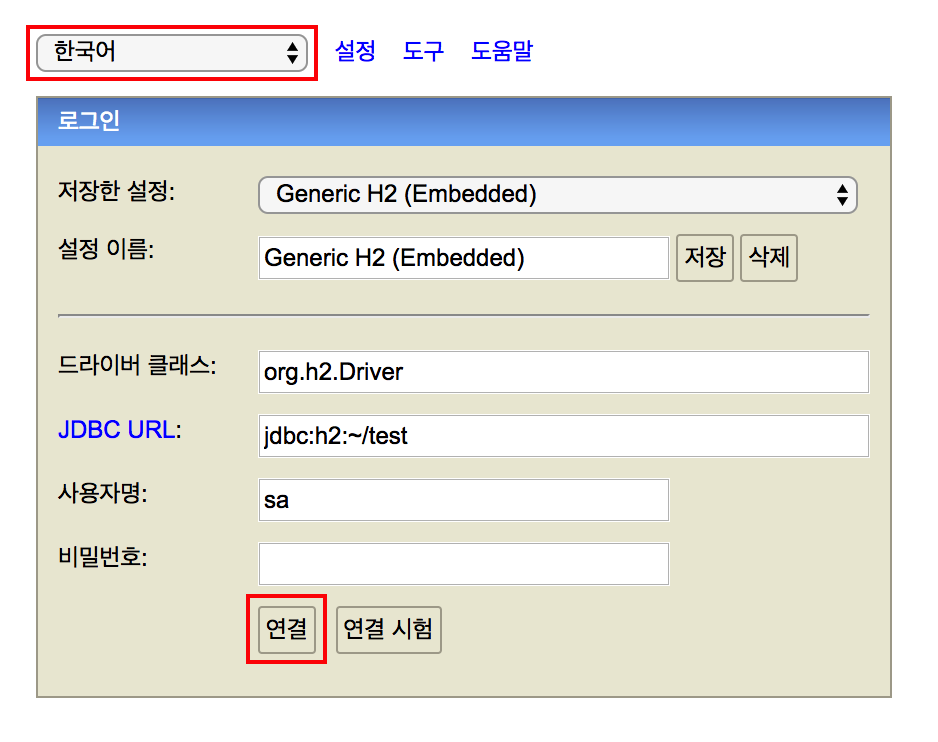 한국어 설정 도구 도움말
로그인
저장한 설정: Generic H2 (Embedded)
설정 이름: Generic H2 (Embedded) 저장 삭제
드라이버 클래스: org.h2.Driver
JDBC URL: jdbc:h2:~/test
사용자명: sa
비밀번호:
연결 연결 시험